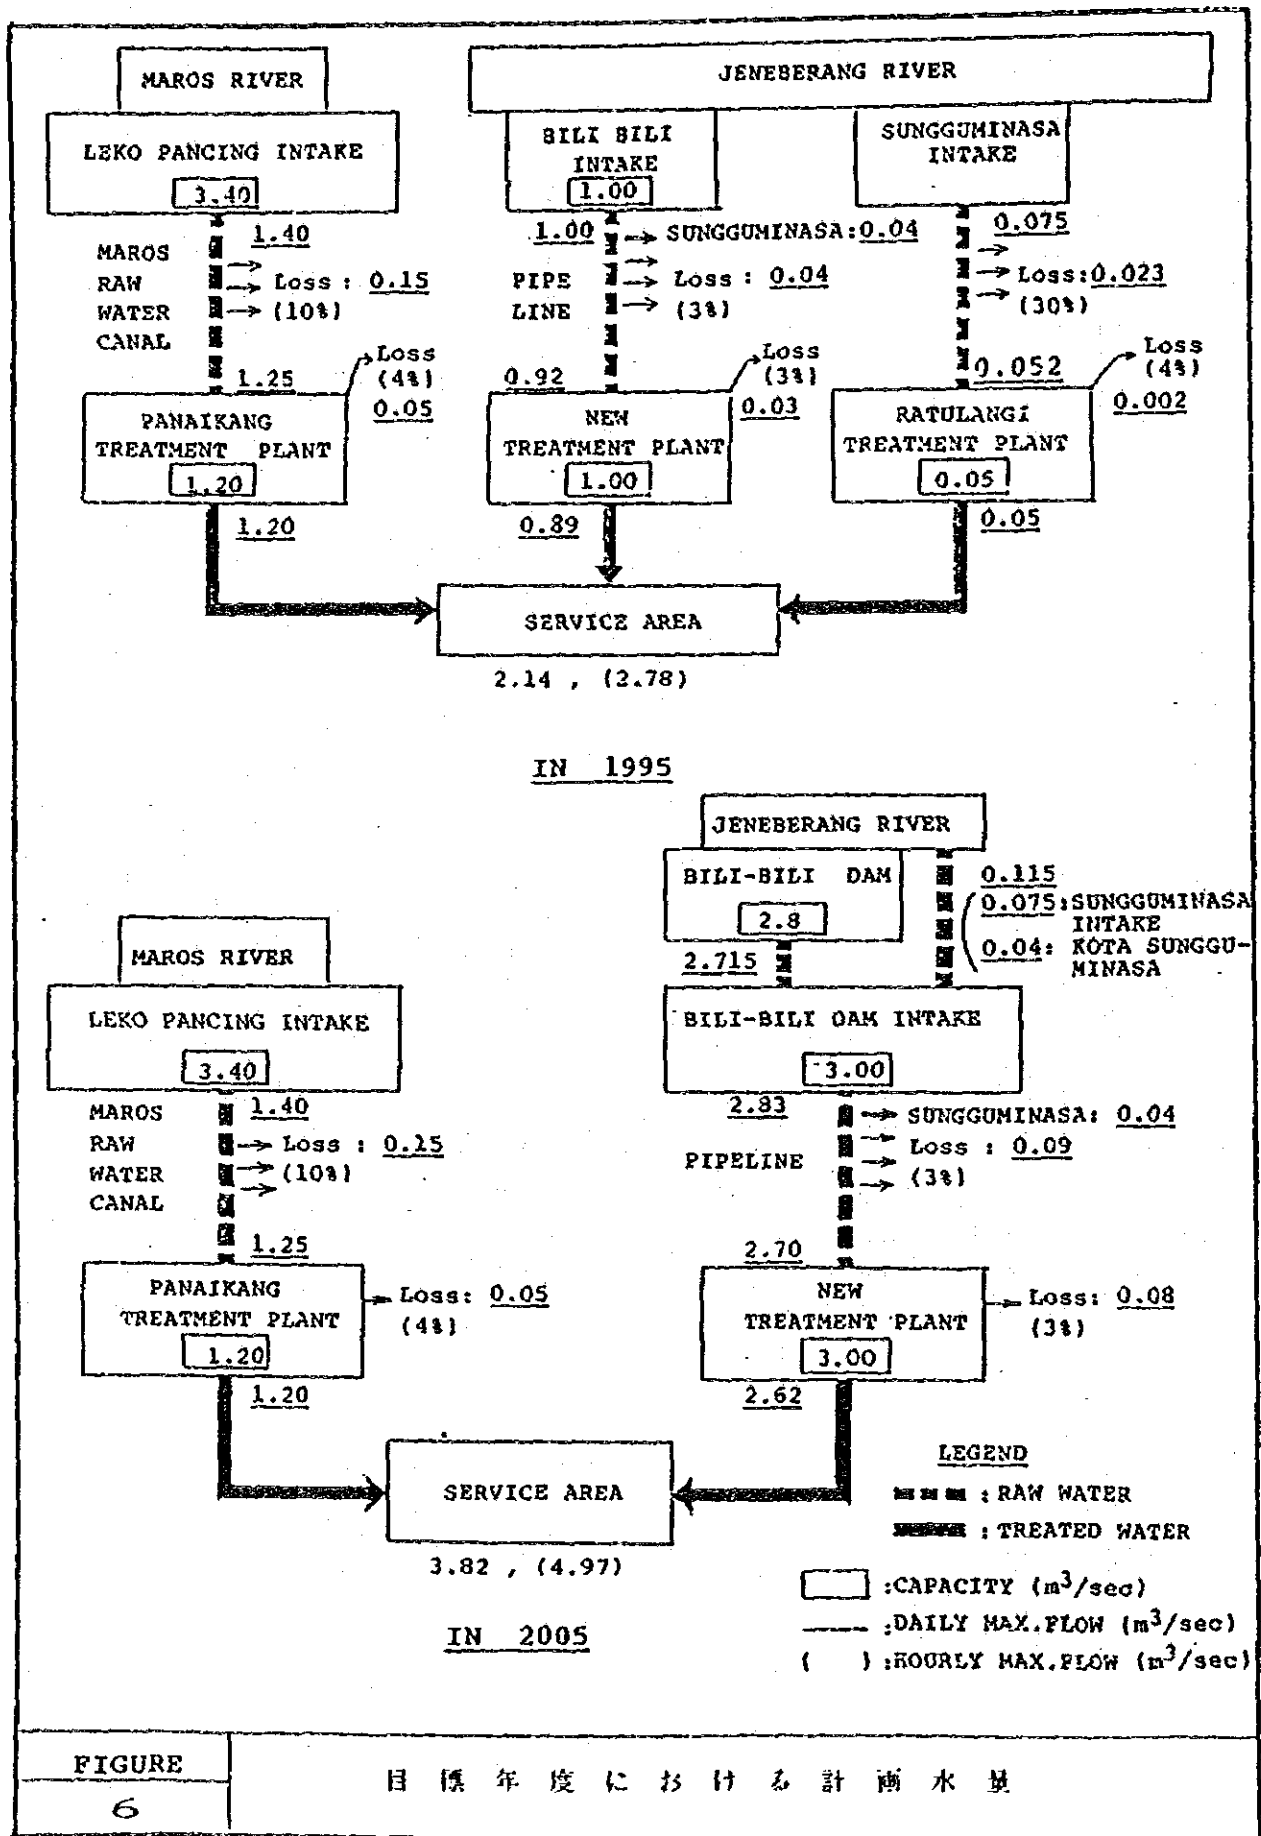 MAROS RIVER
JENEBERANG RIVER
LEKO PANCING INTAKE
3.40
BILI BILI
INTAKE
1.00
SUNGGUMINASA
INTAKE
1.40
MAROS
RAW
WATER
CANAL
Loss : 0.15
(10%)
1.25
1.00
SUNGGUMINASA:0.04
PIPE
LINE
Loss : 0.04
(3%)
0.92
0.075
Loss:0.023
(30%)
0.052
Loss
(4%)
0.05
PANAIKANG
TREATMENT PLANT
1.20
Loss
(3%)
0.03
NEW
TREATMENT PLANT
1.00
Loss
(4%)
0.002
RATULANGI
TREATMENT PLANT
0.05
1.20
0.89
0.05
SERVICE AREA
2.14 , (2.78)
IN 1995
JENEBERANG RIVER
BILI-BILI DAM
2.8
2.715
0.115
0.075:SUNGGUMINASA
INTAKE
0.04: KOTA SUNGGU-
MINASA
MAROS RIVER
LEKO PANCING INTAKE
3.40
BILI-BILI DAM INTAKE
3.00
1.40
MAROS
RAW
WATER
CANAL
Loss : 0.15
(10%)
1.25
2.83
SUNGGUMINASA: 0.04
PIPELINE
Loss : 0.09
(3%)
2.70
PANAIKANG
TREATMENT PLANT
1.20
Loss: 0.05
(4%)
NEW
TREATMENT PLANT
3.00
Loss: 0.08
(3%)
1.20
2.62
SERVICE AREA
3.82 , (4.97)
IN 2005
LEGEND
: RAW WATER
: TREATED WATER
:CAPACITY (m³/sec)
:DAILY MAX.FLOW (m³/sec)
( ) :HOURLY MAX.FLOW (m³/sec)
FIGURE
6
目標年度における計画水量